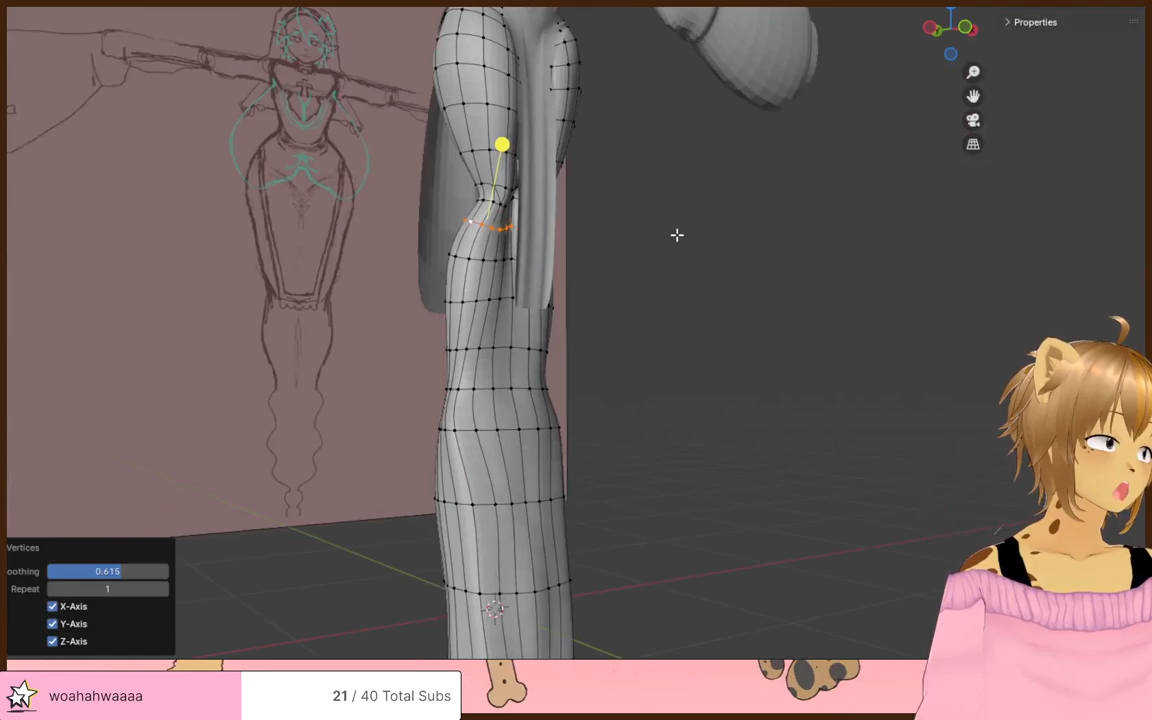 Properties
Vertices
oothing 0.615
Repeat 1
X-Axis
Y-Axis
Z-Axis
woahahwaaaa 21 / 40 Total Subs